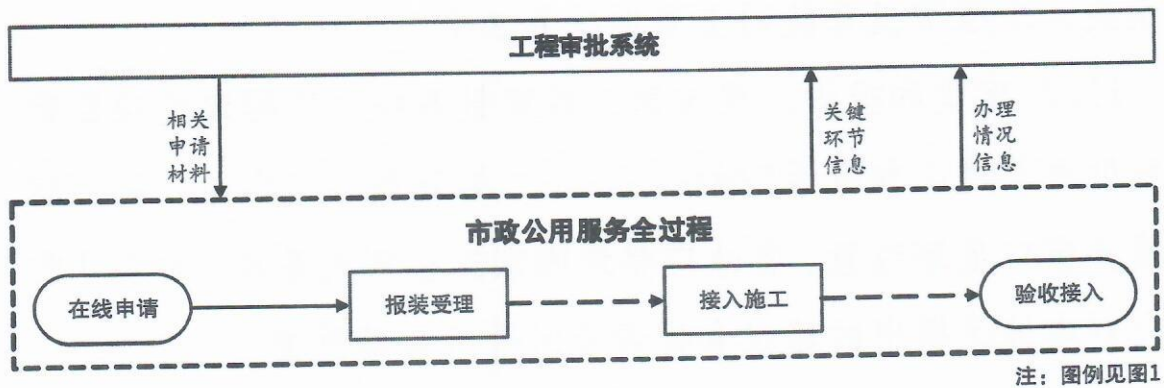 工程审批系统
相关
申请
材料
关键
环节
信息
办理
情况
信息
市政公用服务全过程
在线申请
报装受理
接入施工
验收接入
注：图例见图1